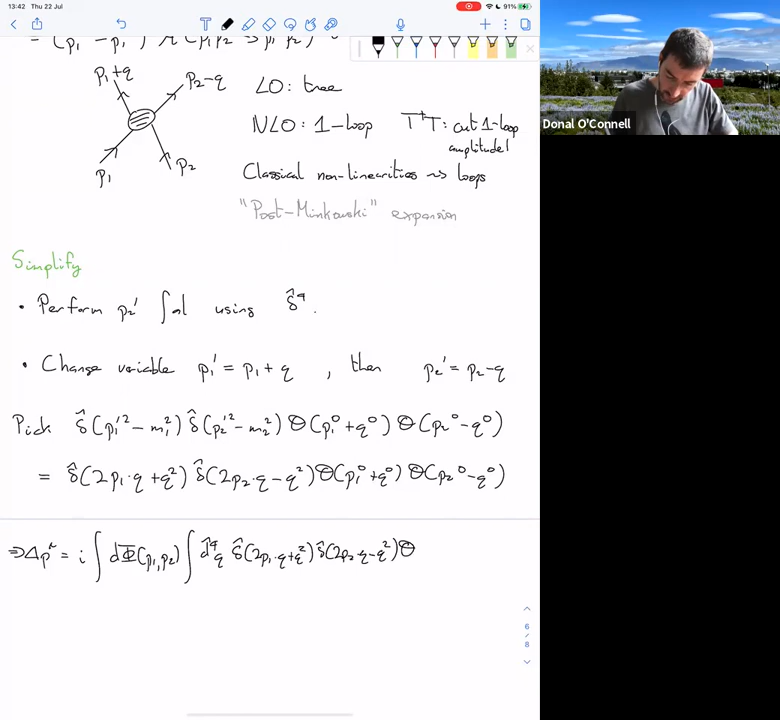 13:42 Thu 22 Jul
91%
Donal O'Connell
p₁+q
p₂−q
LO: tree
NLO: 1-loop
T†T: cut 1-loop
amplitude!
p₁
p₂
Classical non-linearities ⇝ loops
"Post-Minkowski" expansion
Simplify
• Perform p₂′ ∫al using δ̂⁴.
• Change variable p₁′ = p₁ + q , then p₂′ = p₂ − q
Pick δ̂(p₁′² − m₁²) δ̂(p₂′² − m₂²) Θ(p₁⁰ + q⁰) Θ(p₂⁰ − q⁰)
= δ̂(2p₁·q + q²) δ̂(2p₂·q − q²) Θ(p₁⁰ + q⁰) Θ(p₂⁰ − q⁰)
⇒ Δp^μ = i ∫ dΦ(p₁,p₂) ∫ d̂⁴q δ̂(2p₁·q + q²) δ̂(2p₂·q − q²) Θ
6
/
8